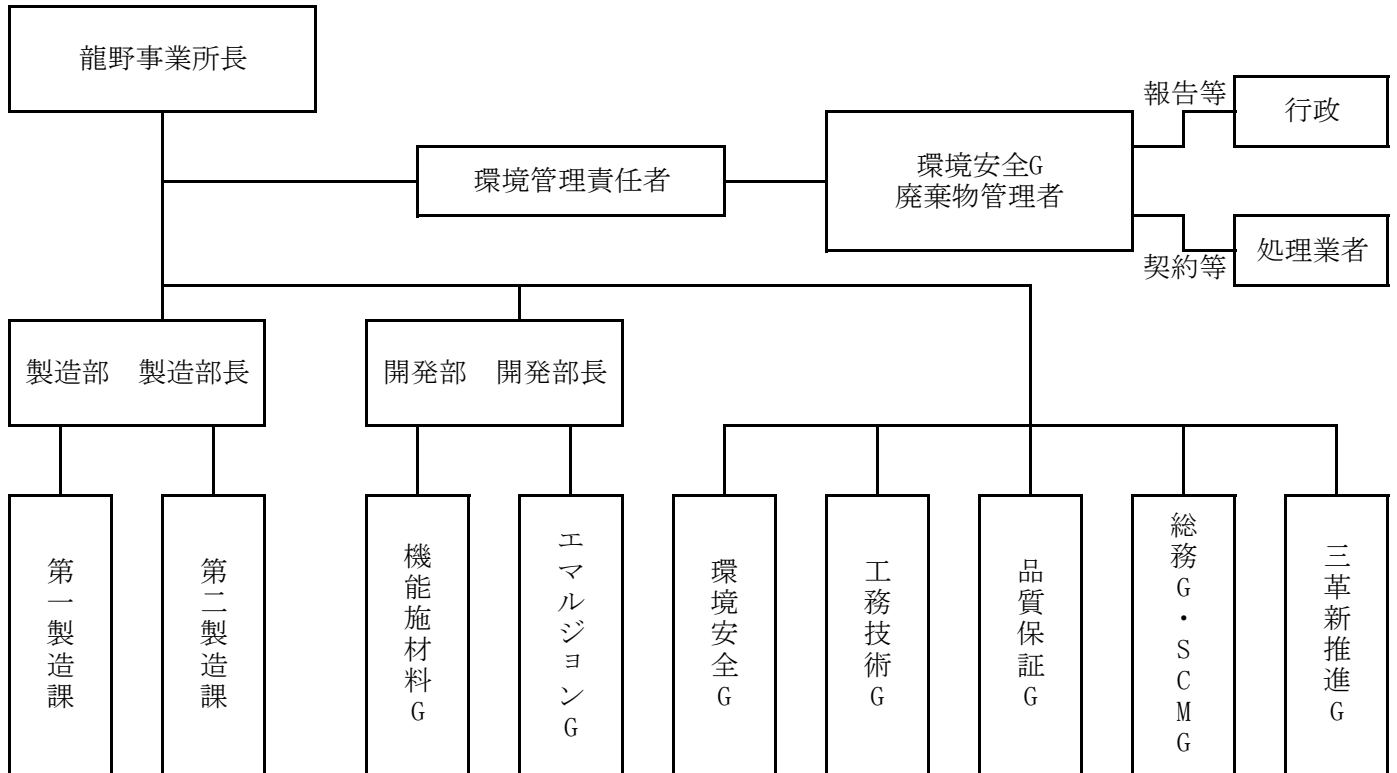 龍野事業所長
報告等
行政
環境管理責任者
環境安全G
廃棄物管理者
契約等
処理業者
製造部　製造部長
開発部　開発部長
第一製造課
第二製造課
機能施材料G
エマルジョンG
環境安全G
工務技術G
品質保証G
総務G・SCMG
三革新推進G